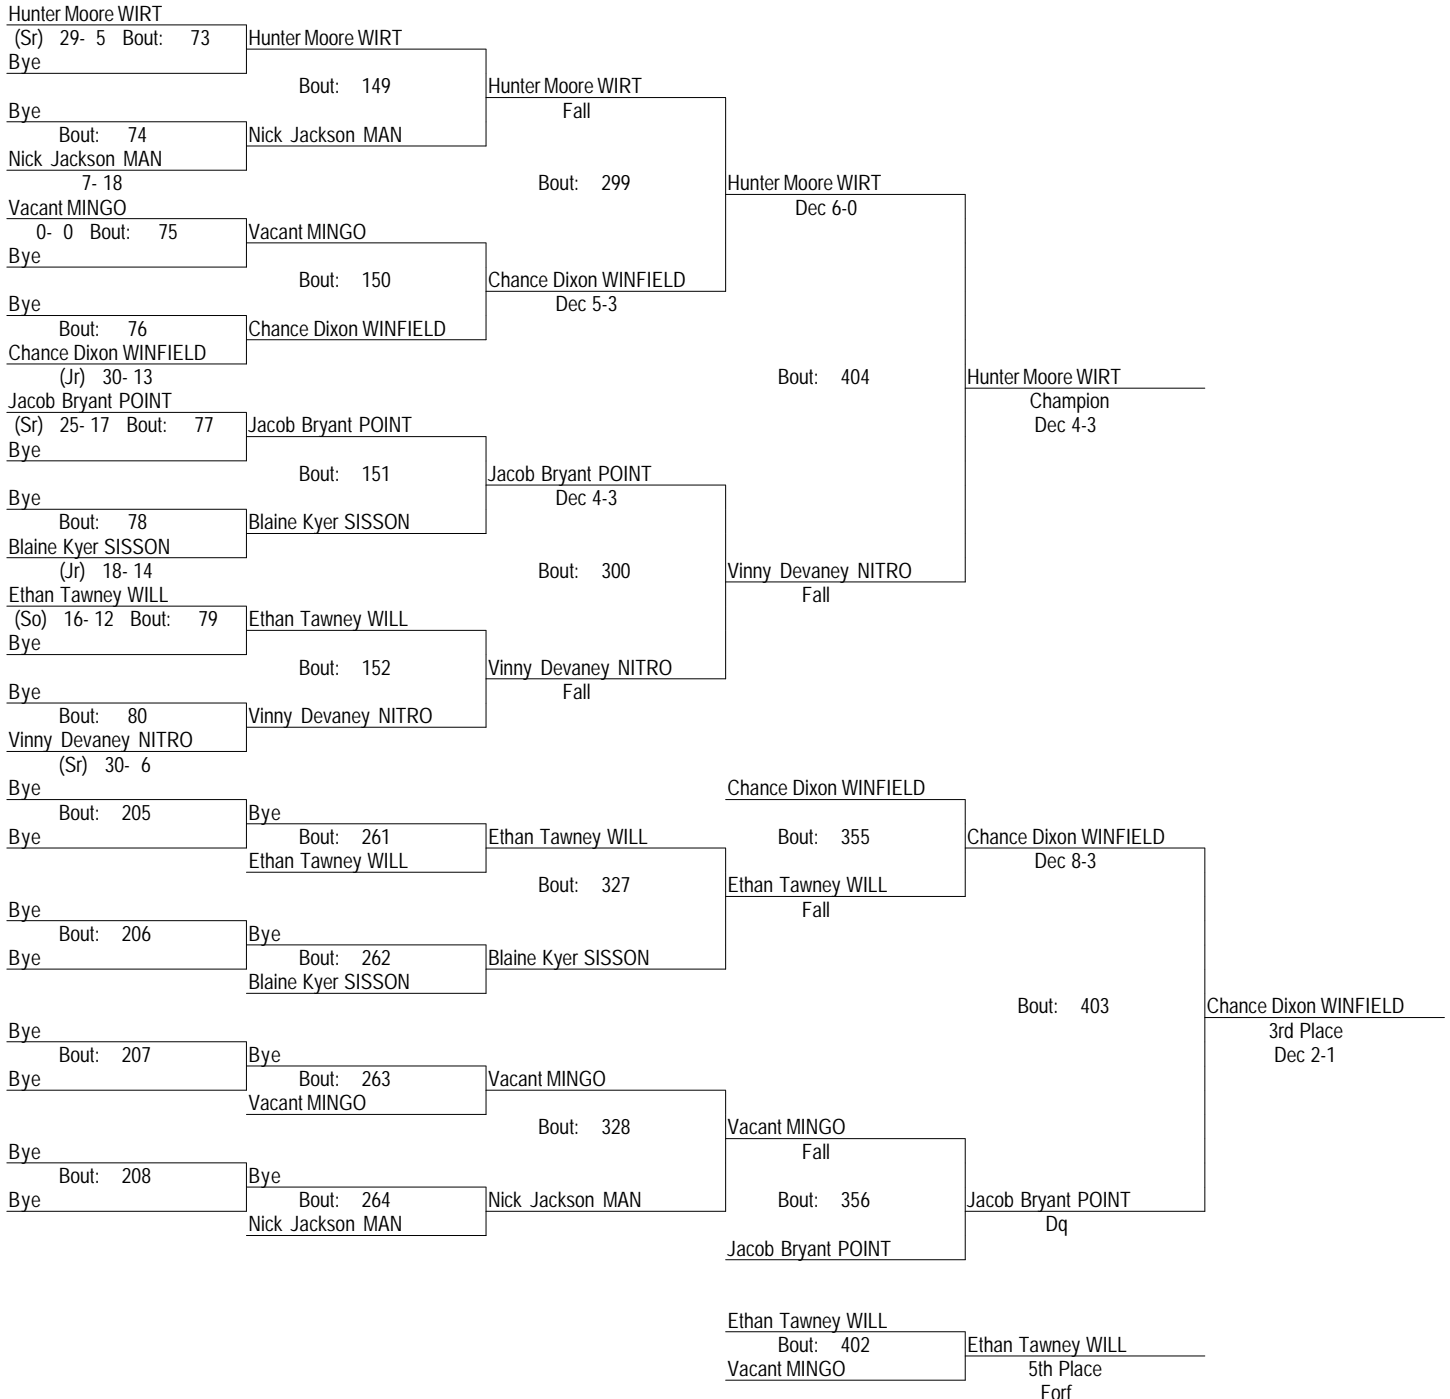 Hunter Moore WIRT
(Sr) 29- 5 Bout: 73
Bye
Bye
Bout: 74
Nick Jackson MAN
7- 18
Vacant MINGO
0- 0 Bout: 75
Bye
Bye
Bout: 76
Chance Dixon WINFIELD
(Jr) 30- 13
Jacob Bryant POINT
(Sr) 25- 17 Bout: 77
Bye
Bye
Bout: 78
Blaine Kyer SISSON
(Jr) 18- 14
Ethan Tawney WILL
(So) 16- 12 Bout: 79
Bye
Bye
Bout: 80
Vinny Devaney NITRO
(Sr) 30- 6
Hunter Moore WIRT
Bout: 149
Nick Jackson MAN
Vacant MINGO
Bout: 150
Chance Dixon WINFIELD
Jacob Bryant POINT
Bout: 151
Blaine Kyer SISSON
Ethan Tawney WILL
Bout: 152
Vinny Devaney NITRO
Hunter Moore WIRT
Fall
Bout: 299
Chance Dixon WINFIELD
Dec 5-3
Jacob Bryant POINT
Dec 4-3
Bout: 300
Vinny Devaney NITRO
Fall
Hunter Moore WIRT
Dec 6-0
Bout: 404
Vinny Devaney NITRO
Fall
Hunter Moore WIRT
Champion
Dec 4-3
Bye
Bout: 205
Bye
Bye
Bout: 206
Bye
Bye
Bout: 207
Bye
Bye
Bout: 208
Bye
Bye
Bout: 261
Ethan Tawney WILL
Bye
Bout: 262
Blaine Kyer SISSON
Bye
Bout: 263
Vacant MINGO
Bye
Bout: 264
Nick Jackson MAN
Ethan Tawney WILL
Bout: 327
Blaine Kyer SISSON
Vacant MINGO
Bout: 328
Nick Jackson MAN
Chance Dixon WINFIELD
Bout: 355
Ethan Tawney WILL
Fall
Vacant MINGO
Fall
Bout: 356
Jacob Bryant POINT
Chance Dixon WINFIELD
Dec 8-3
Bout: 403
Jacob Bryant POINT
Dq
Chance Dixon WINFIELD
3rd Place
Dec 2-1
Ethan Tawney WILL
Bout: 402
Vacant MINGO
Ethan Tawney WILL
5th Place
Forf